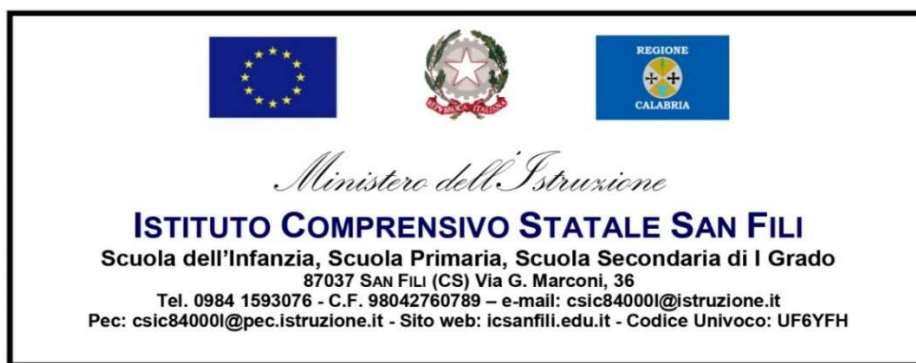 REGIONE
CALABRIA
REPVBBLICA ITALIANA
Ministero dell'Istruzione
ISTITUTO COMPRENSIVO STATALE SAN FILI
Scuola dell'Infanzia, Scuola Primaria, Scuola Secondaria di I Grado
87037 SAN FILI (CS) Via G. Marconi, 36
Tel. 0984 1593076 - C.F. 98042760789 – e-mail: csic84000l@istruzione.it
Pec: csic84000l@pec.istruzione.it - Sito web: icsanfili.edu.it - Codice Univoco: UF6YFH